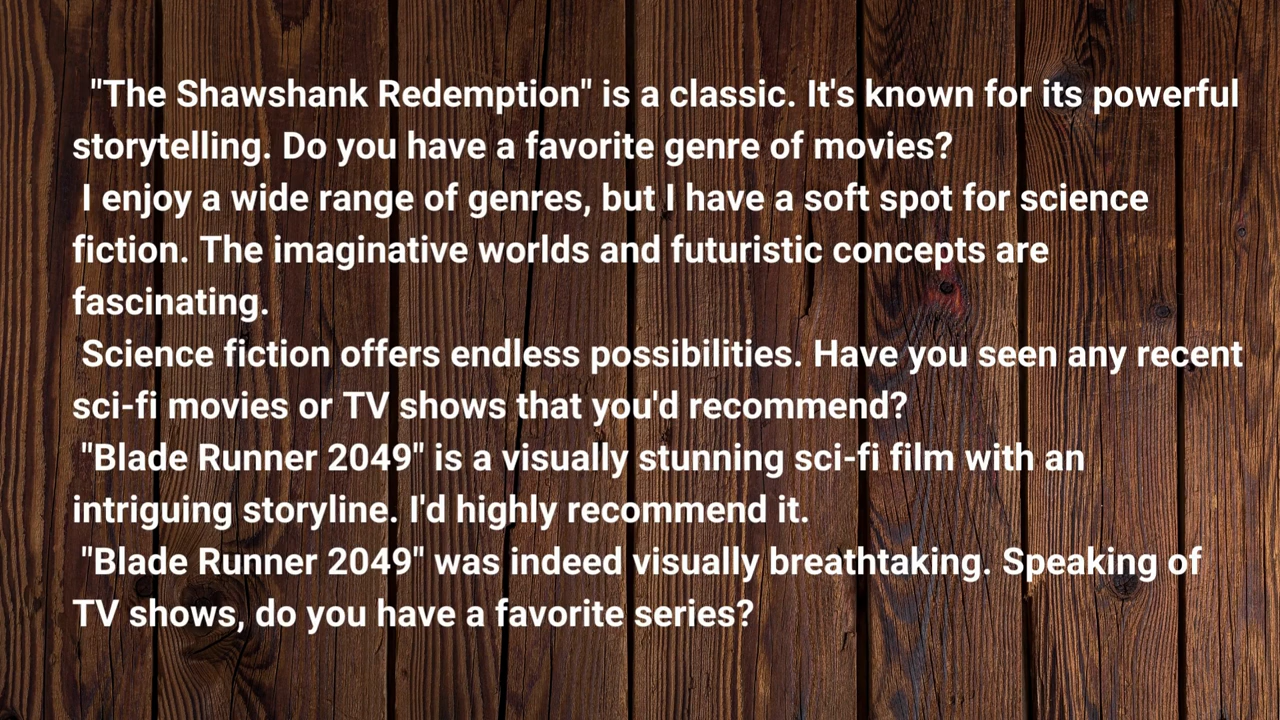 "The Shawshank Redemption" is a classic. It's known for its powerful
storytelling. Do you have a favorite genre of movies?
I enjoy a wide range of genres, but I have a soft spot for science
fiction. The imaginative worlds and futuristic concepts are
fascinating.
Science fiction offers endless possibilities. Have you seen any recent
sci-fi movies or TV shows that you'd recommend?
"Blade Runner 2049" is a visually stunning sci-fi film with an
intriguing storyline. I'd highly recommend it.
"Blade Runner 2049" was indeed visually breathtaking. Speaking of
TV shows, do you have a favorite series?